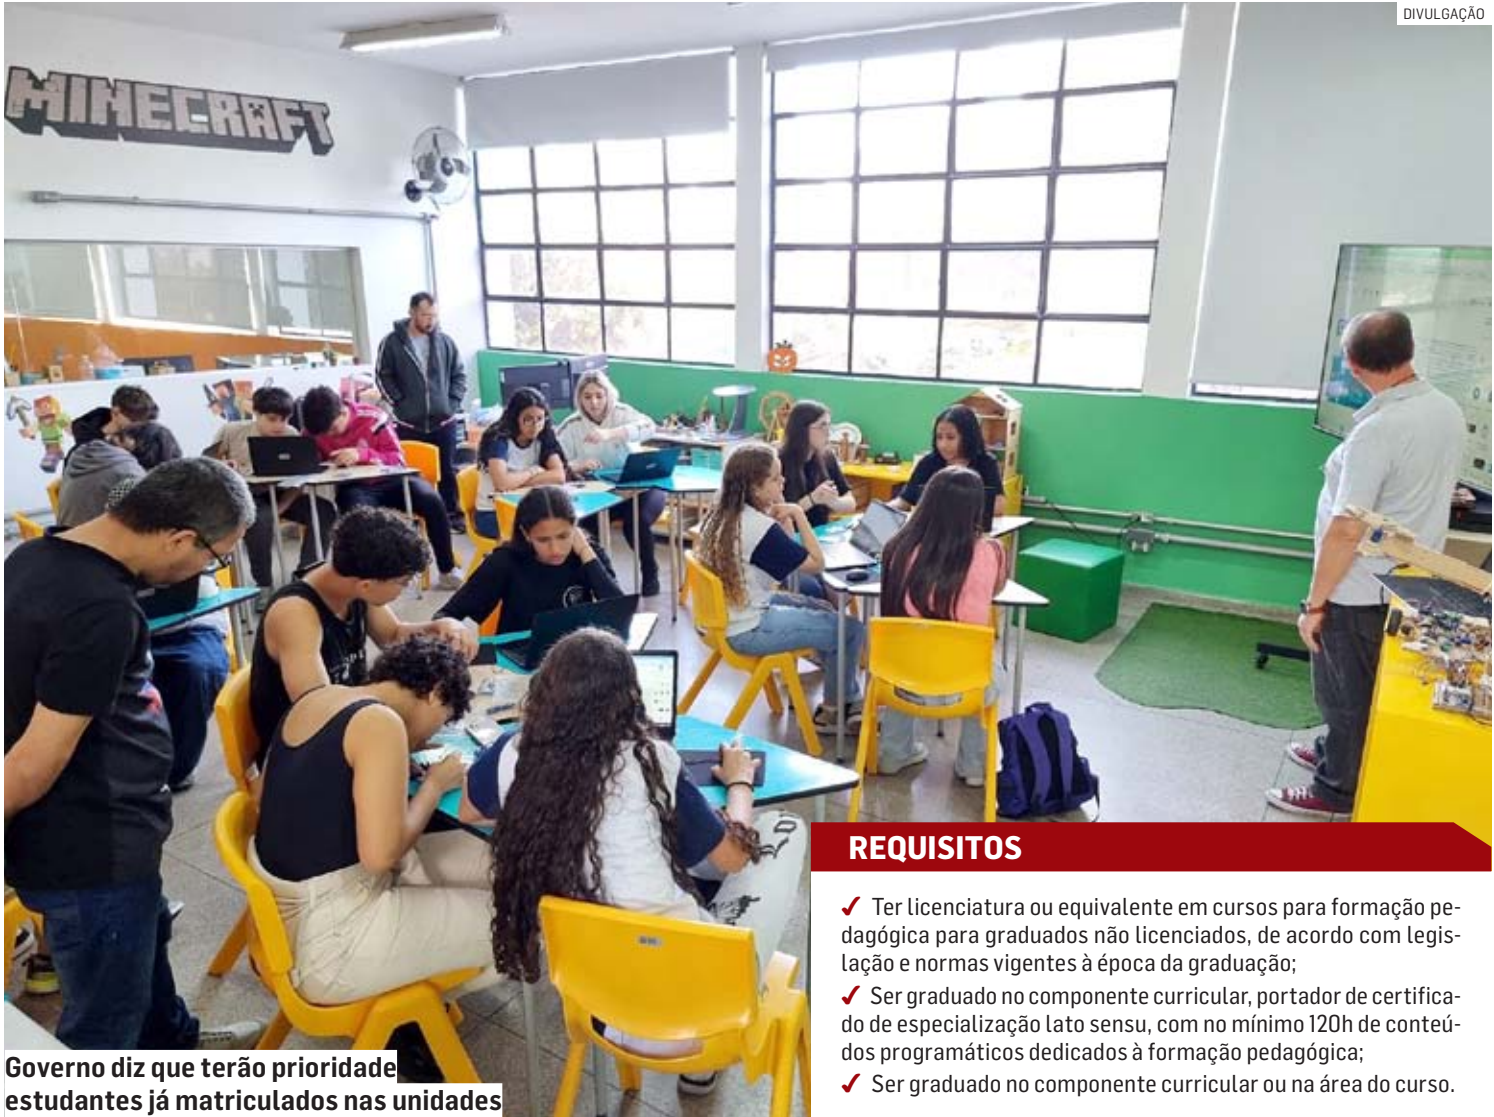 DIVULGAÇÃO
MINECRAFT
REQUISITOS
✓ Ter licenciatura ou equivalente em cursos para formação pe-
dagógica para graduados não licenciados, de acordo com legis-
lação e normas vigentes à época da graduação;
✓ Ser graduado no componente curricular, portador de certifica-
do de especialização lato sensu, com no mínimo 120h de conteú-
dos programáticos dedicados à formação pedagógica;
✓ Ser graduado no componente curricular ou na área do curso.
Governo diz que terão prioridade
estudantes já matriculados nas unidades